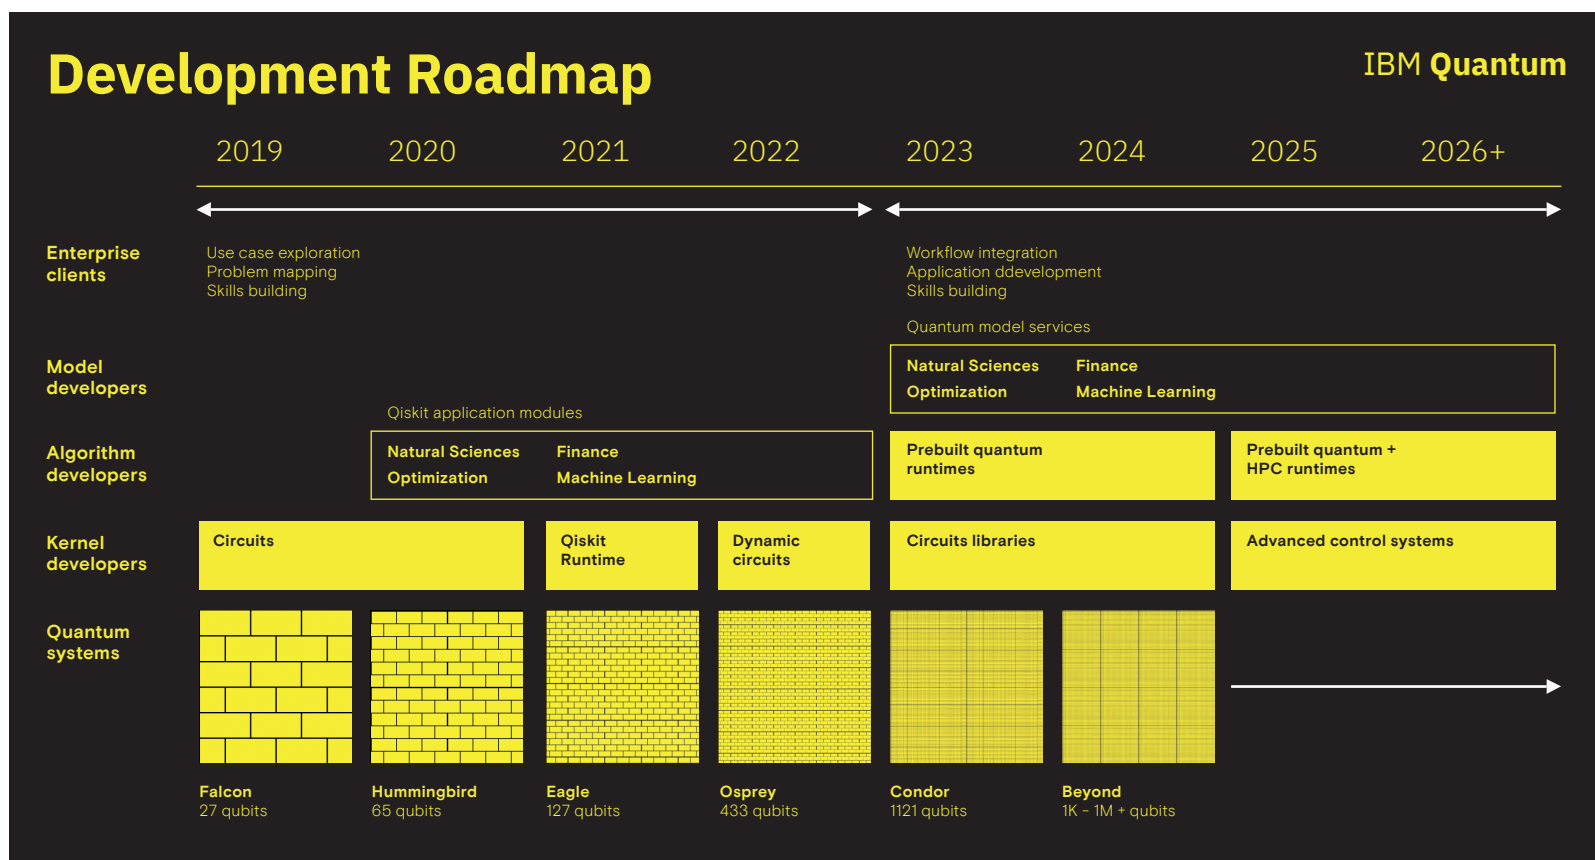 Development Roadmap
IBM Quantum
2019 2020 2021 2022 2023 2024 2025 2026+
Enterprise
clients
Use case exploration
Problem mapping
Skills building
Workflow integration
Application ddevelopment
Skills building
Model
developers
Quantum model services
Natural Sciences Finance
Optimization Machine Learning
Algorithm
developers
Qiskit application modules
Natural Sciences Finance
Optimization Machine Learning
Prebuilt quantum
runtimes
Prebuilt quantum +
HPC runtimes
Kernel
developers
Circuits
Qiskit
Runtime
Dynamic
circuits
Circuits libraries
Advanced control systems
Quantum
systems
Falcon
27 qubits
Hummingbird
65 qubits
Eagle
127 qubits
Osprey
433 qubits
Condor
1121 qubits
Beyond
1K - 1M + qubits